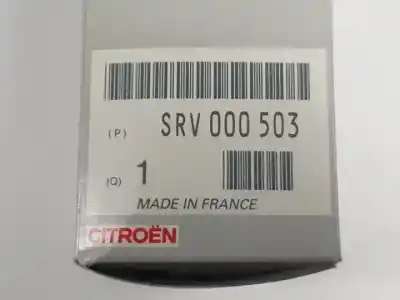 (P) SRV 000 503
(Q) 1
MADE IN FRANCE
CITROËN